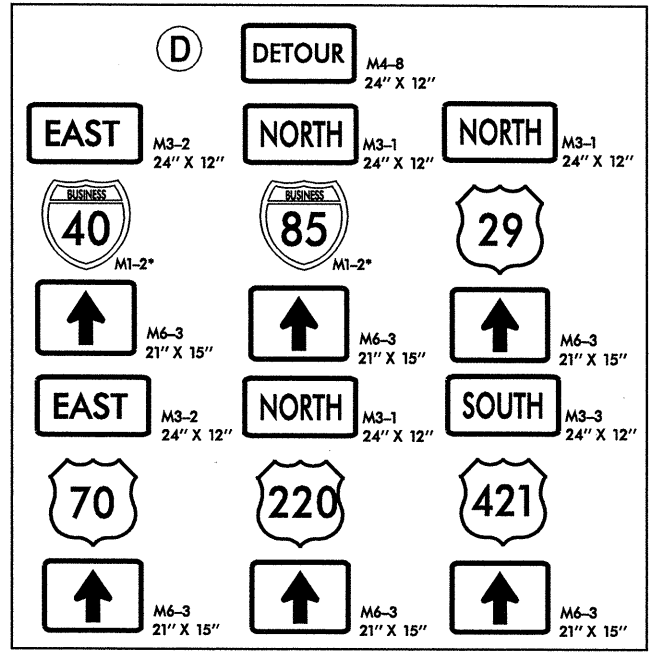 D
DETOUR
M4-8
24" X 12"
EAST
M3-2
24" X 12"
NORTH
M3-1
24" X 12"
NORTH
M3-1
24" X 12"
BUSINESS
40
M1-2*
BUSINESS
85
M1-2*
29
M6-3
21" X 15"
M6-3
21" X 15"
M6-3
21" X 15"
EAST
M3-2
24" X 12"
NORTH
M3-1
24" X 12"
SOUTH
M3-3
24" X 12"
70
220
421
M6-3
21" X 15"
M6-3
21" X 15"
M6-3
21" X 15"